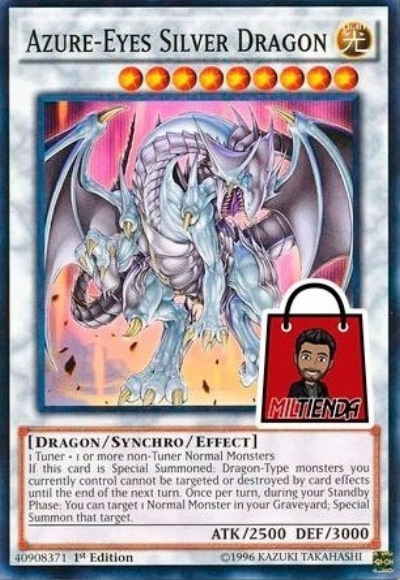 AZURE-EYES SILVER DRAGON
光
MILTIENDA
[DRAGON/SYNCHRO/EFFECT]
1 Tuner + 1 or more non-Tuner Normal Monsters
If this card is Special Summoned: Dragon-Type monsters you
currently control cannot be targeted or destroyed by card effects
until the end of the next turn. Once per turn, during your Standby
Phase: You can target 1 Normal Monster in your Graveyard; Special
Summon that target.
ATK/2500 DEF/3000
40908371 1st Edition ©1996 KAZUKI TAKAHASHI